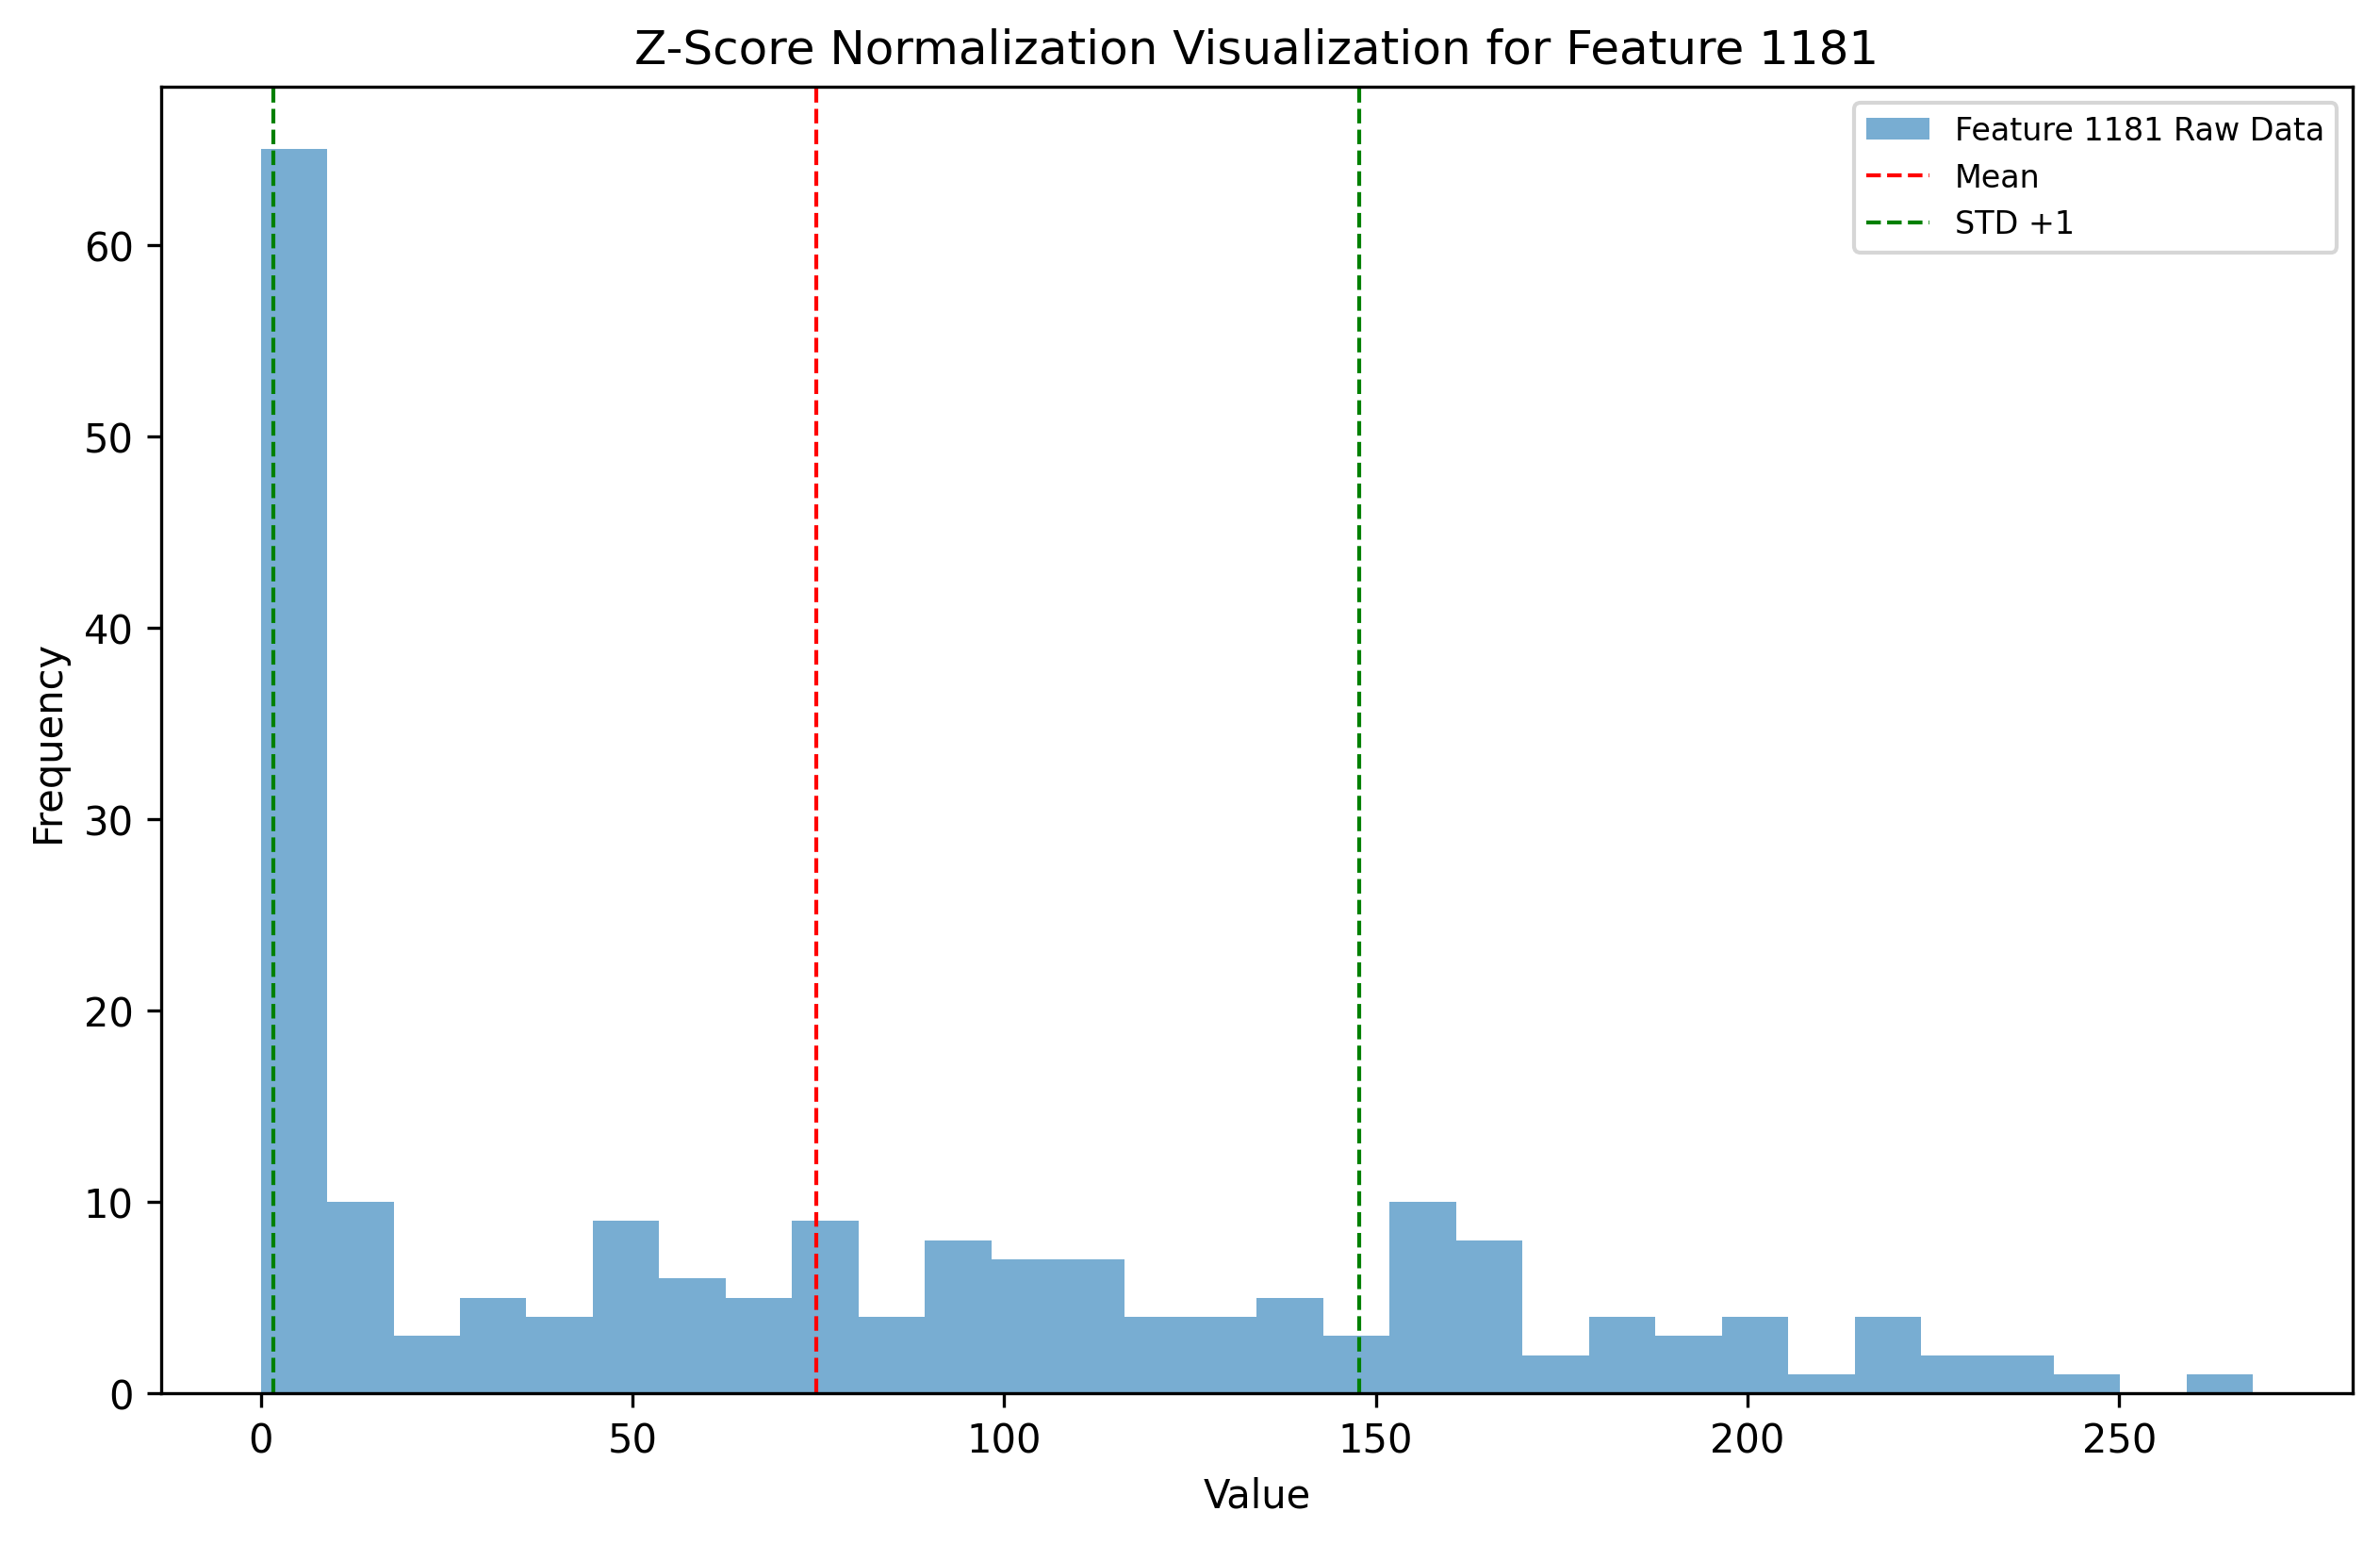 Z-Score Normalization Visualization for Feature 1181
Feature 1181 Raw Data
Mean
STD +1
Frequency
60
50
40
30
20
10
0
0 50 100 150 200 250
Value